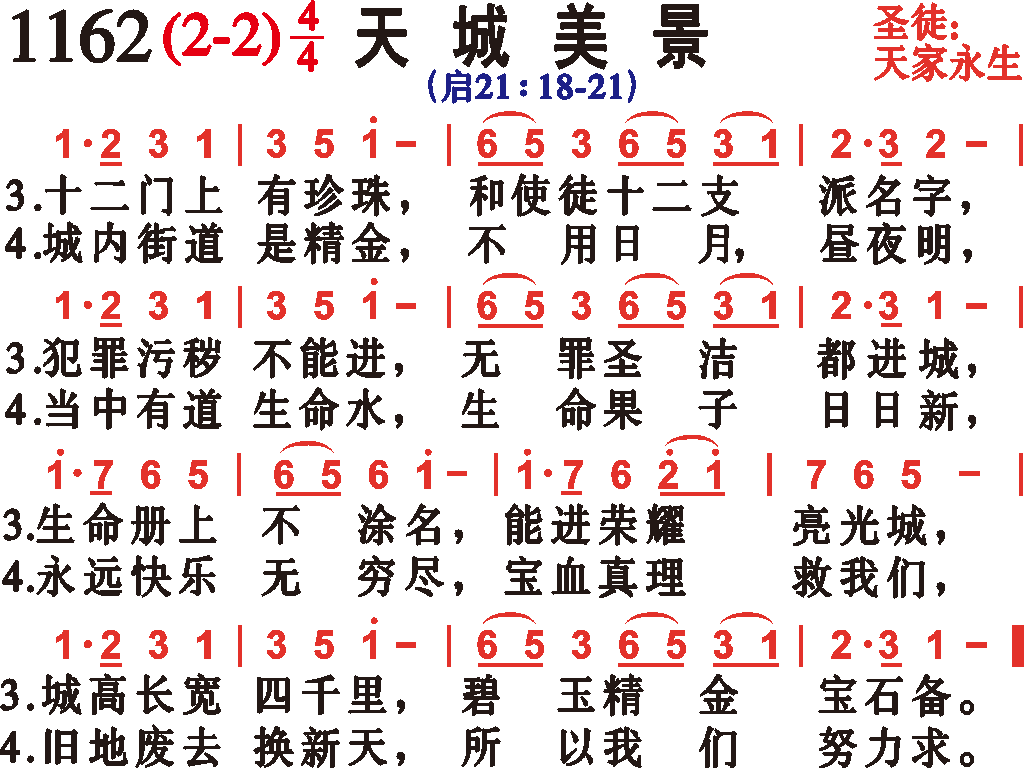 1162 (2-2) 4/4 天城美景 圣徒:
天家永生
(启21:18-21)
1·2 3 1 | 3 5 i - | 6 5 3 6 5 3 1 | 2·3 2 - |
3.十二门上 有珍珠, 和使徒十二支 派名字,
4.城内街道 是精金, 不用日月, 昼夜明,
1·2 3 1 | 3 5 i - | 6 5 3 6 5 3 1 | 2·3 1 - |
3.犯罪污秽 不能进, 无罪圣洁 都进城,
4.当中有道 生命水, 生命果子 日日新,
i·7 6 5 | 6 5 6 i - | i·7 6 2̇ i | 7 6 5 - |
3.生命册上 不涂名, 能进荣耀 亮光城,
4.永远快乐 无穷尽, 宝血真理 救我们,
1·2 3 1 | 3 5 i - | 6 5 3 6 5 3 1 | 2·3 1 -
3.城高长宽 四千里, 碧玉精金 宝石备。
4.旧地废去 换新天, 所以我们 努力求。